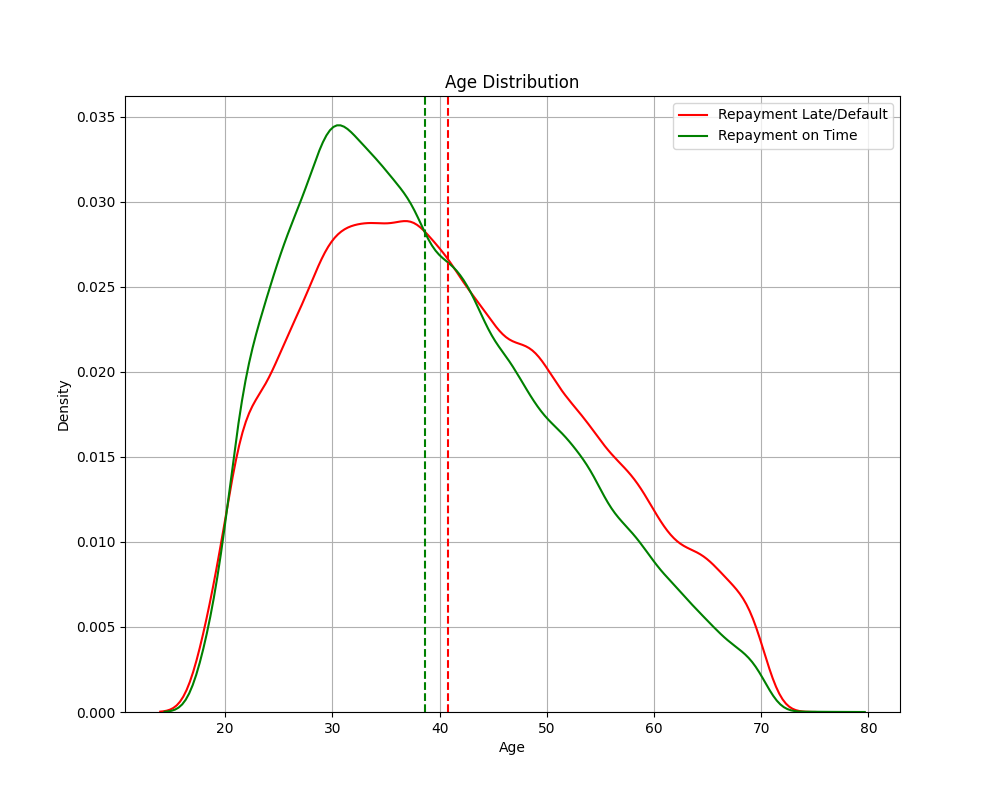 Age Distribution
Repayment Late/Default
Repayment on Time
0.035
0.030
0.025
0.020
0.015
0.010
0.005
0.000
Density
20 30 40 50 60 70 80
Age